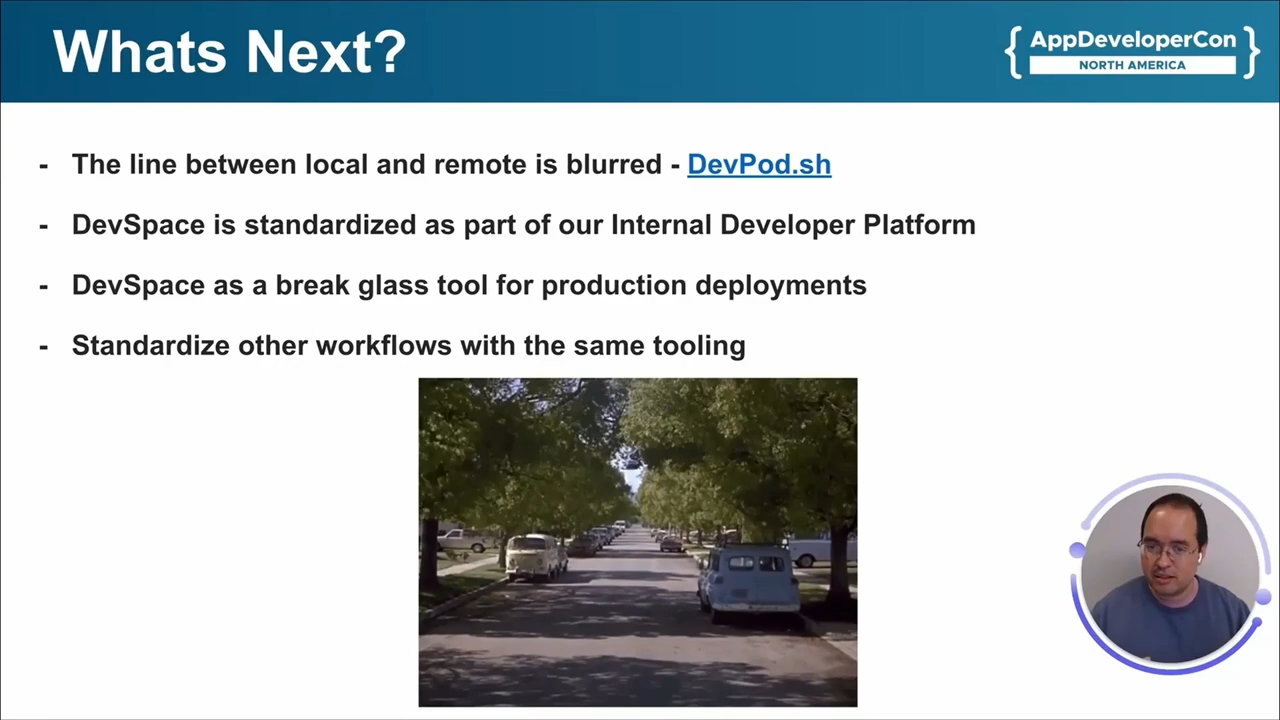 Whats Next?
{ AppDeveloperCon }
NORTH AMERICA
- The line between local and remote is blurred - DevPod.sh
- DevSpace is standardized as part of our Internal Developer Platform
- DevSpace as a break glass tool for production deployments
- Standardize other workflows with the same tooling